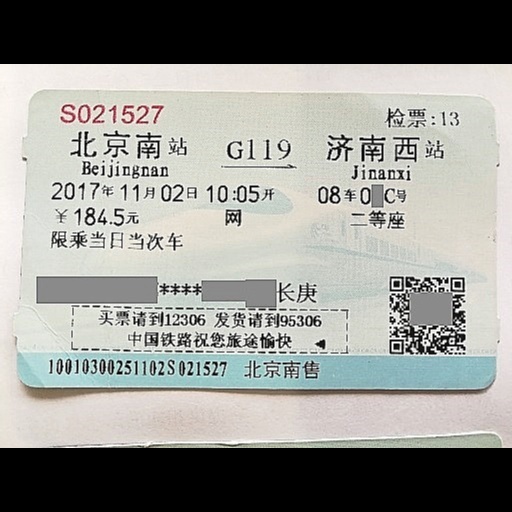 S021527 检票:13
北京南站 G119 济南西站
Beijingnan Jinanxi
2017年11月02日 10:05开 08车0 C号
¥184.5元 网 二等座
限乘当日当次车
**** 长庚
买票请到12306 发货请到95306
中国铁路祝您旅途愉快
10010300251102S021527 北京南售